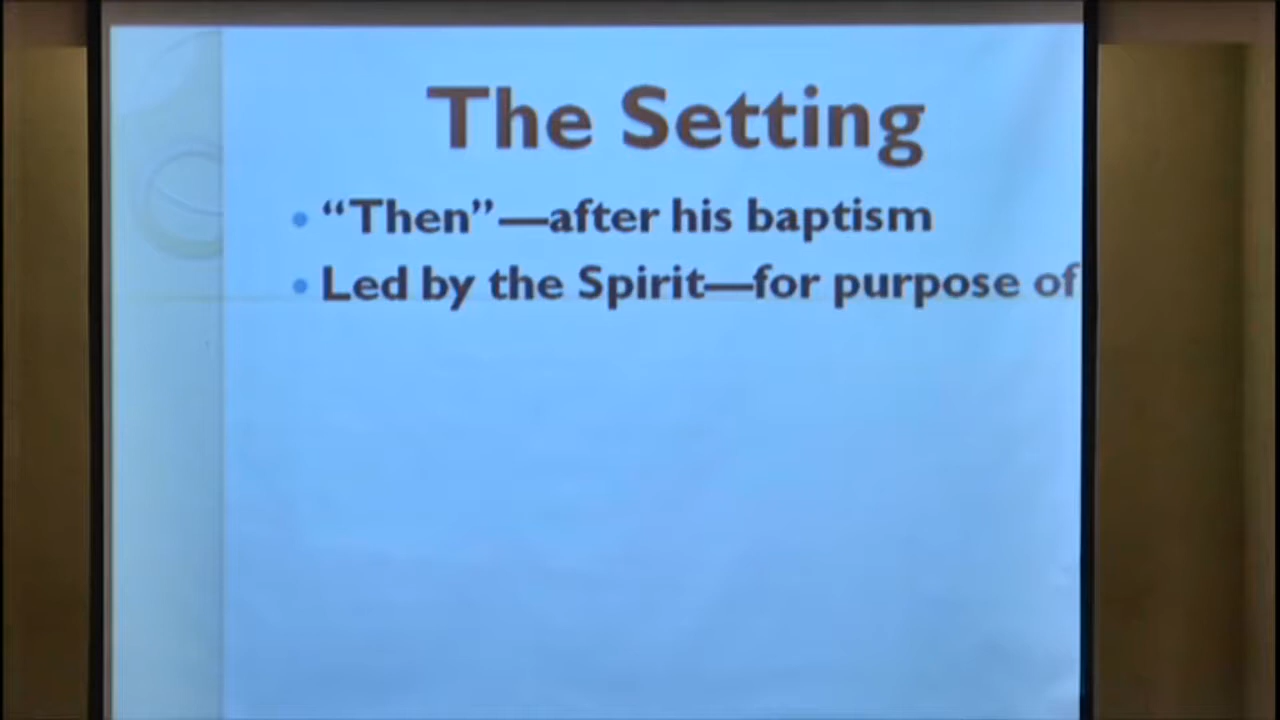 The Setting
• “Then”—after his baptism
• Led by the Spirit—for purpose of